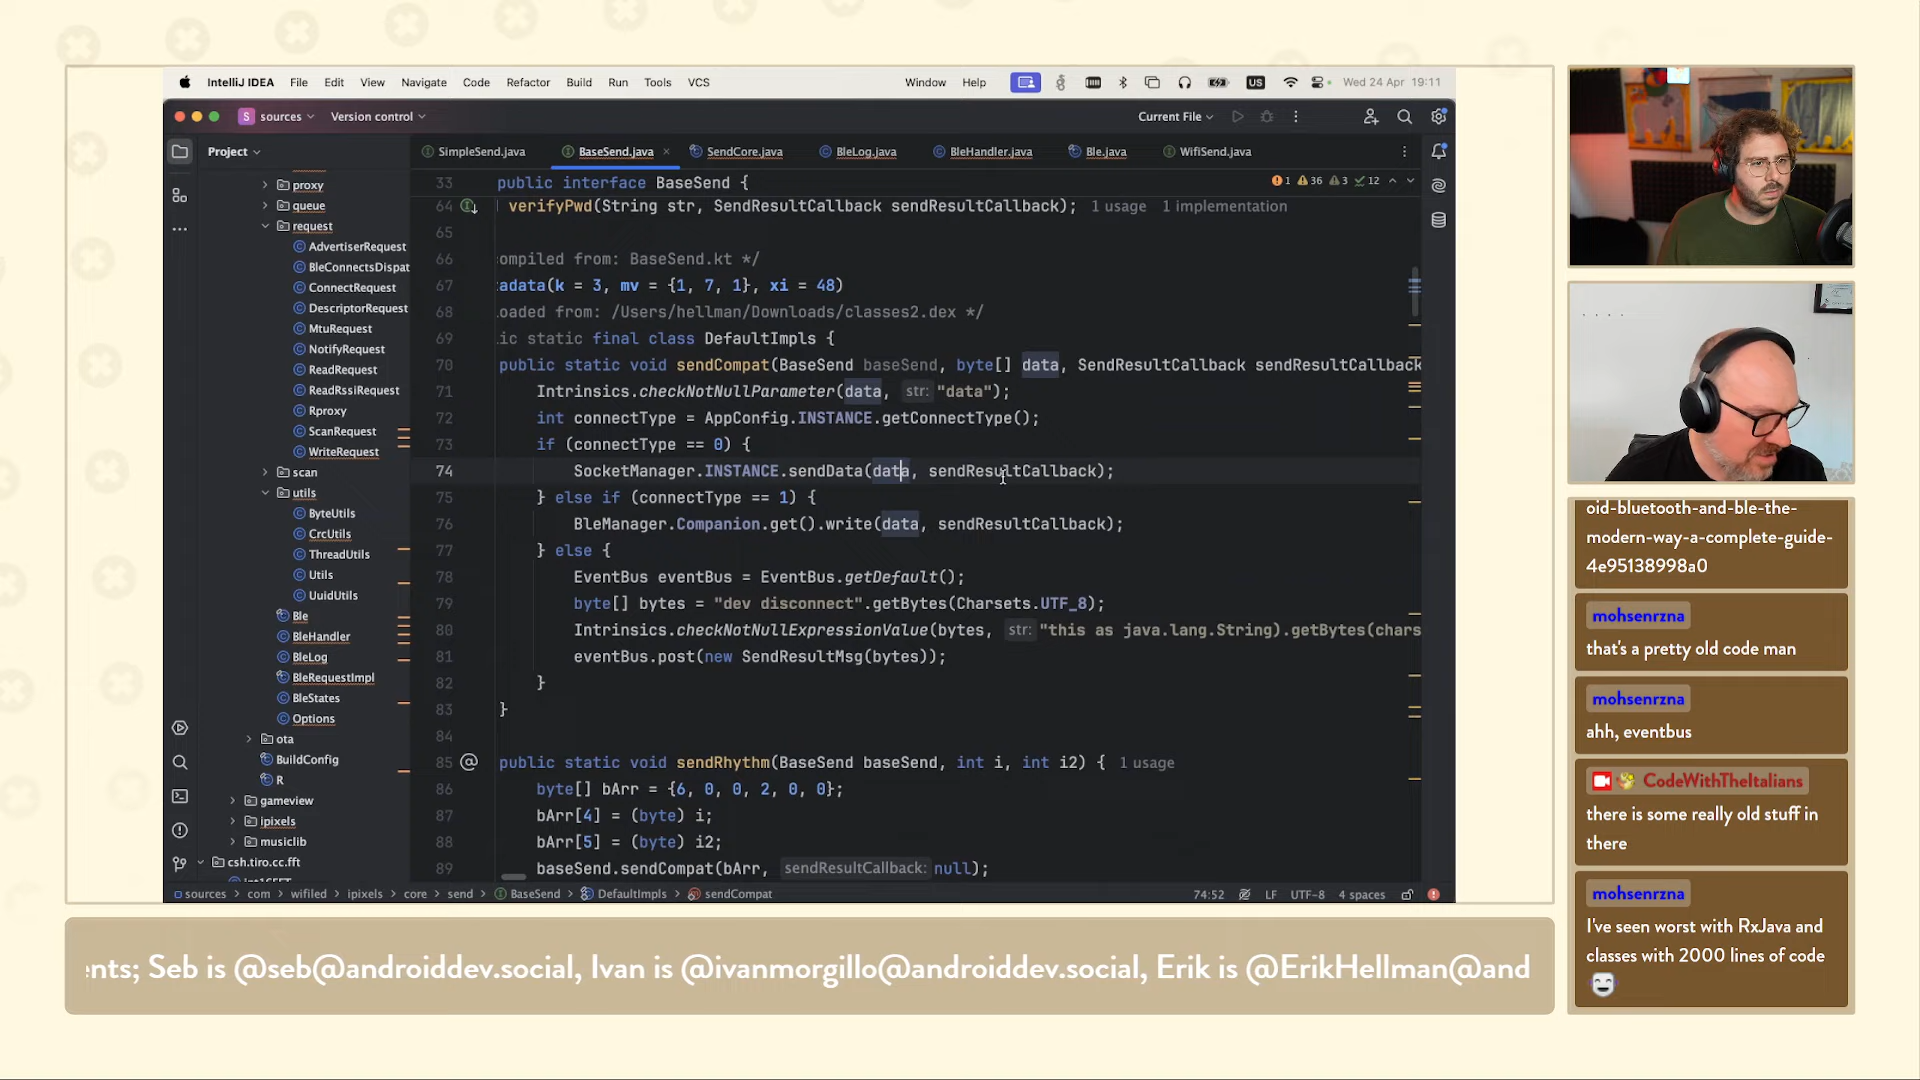 IntelliJ IDEA File Edit View Navigate Code Refactor Build Run Tools VCS Window Help US Wed 24 Apr 19:11
S sources Version control Current File
Project
SimpleSend.java BaseSend.java SendCore.java BleLog.java BleHandler.java Ble.java WifiSend.java
proxy
queue
request
AdvertiserRequest
BleConnectsDispat
ConnectRequest
DescriptorRequest
MtuRequest
NotifyRequest
ReadRequest
ReadRssiRequest
Rproxy
ScanRequest
WriteRequest
scan
utils
ByteUtils
CrcUtils
ThreadUtils
Utils
UuidUtils
Ble
BleHandler
BleLog
BleRequestImpl
BleStates
Options
ota
BuildConfig
R
gameview
ipixels
musiclib
csh.tiro.cc.fft
1 36 3 12
33 public interface BaseSend {
64 verifyPwd(String str, SendResultCallback sendResultCallback); 1 usage 1 implementation
65
66 compiled from: BaseSend.kt */
67 adata(k = 3, mv = {1, 7, 1}, xi = 48)
68 loaded from: /Users/hellman/Downloads/classes2.dex */
69 lic static final class DefaultImpls {
70 public static void sendCompat(BaseSend baseSend, byte[] data, SendResultCallback sendResultCallback
71 Intrinsics.checkNotNullParameter(data, str: "data");
72 int connectType = AppConfig.INSTANCE.getConnectType();
73 if (connectType == 0) {
74 SocketManager.INSTANCE.sendData(data, sendResultCallback);
75 } else if (connectType == 1) {
76 BleManager.Companion.get().write(data, sendResultCallback);
77 } else {
78 EventBus eventBus = EventBus.getDefault();
79 byte[] bytes = "dev disconnect".getBytes(Charsets.UTF_8);
80 Intrinsics.checkNotNullExpressionValue(bytes, str: "this as java.lang.String).getBytes(chars
81 eventBus.post(new SendResultMsg(bytes));
82 }
83 }
84
85 public static void sendRhythm(BaseSend baseSend, int i, int i2) { 1 usage
86 byte[] bArr = {6, 0, 0, 2, 0, 0};
87 bArr[4] = (byte) i;
88 bArr[5] = (byte) i2;
89 baseSend.sendCompat(bArr, sendResultCallback: null);
sources > com > wifiled > ipixels > core > send > BaseSend > DefaultImpls > sendCompat 74:52 LF UTF-8 4 spaces
oid-bluetooth-and-ble-the-
modern-way-a-complete-guide-
4e95138998a0
mohsenrzna
that's a pretty old code man
mohsenrzna
ahh, eventbus
CodeWithTheItalians
there is some really old stuff in
there
mohsenrzna
I've seen worst with RxJava and
classes with 2000 lines of code
ents; Seb is @seb@androiddev.social, Ivan is @ivanmorgillo@androiddev.social, Erik is @ErikHellman@and